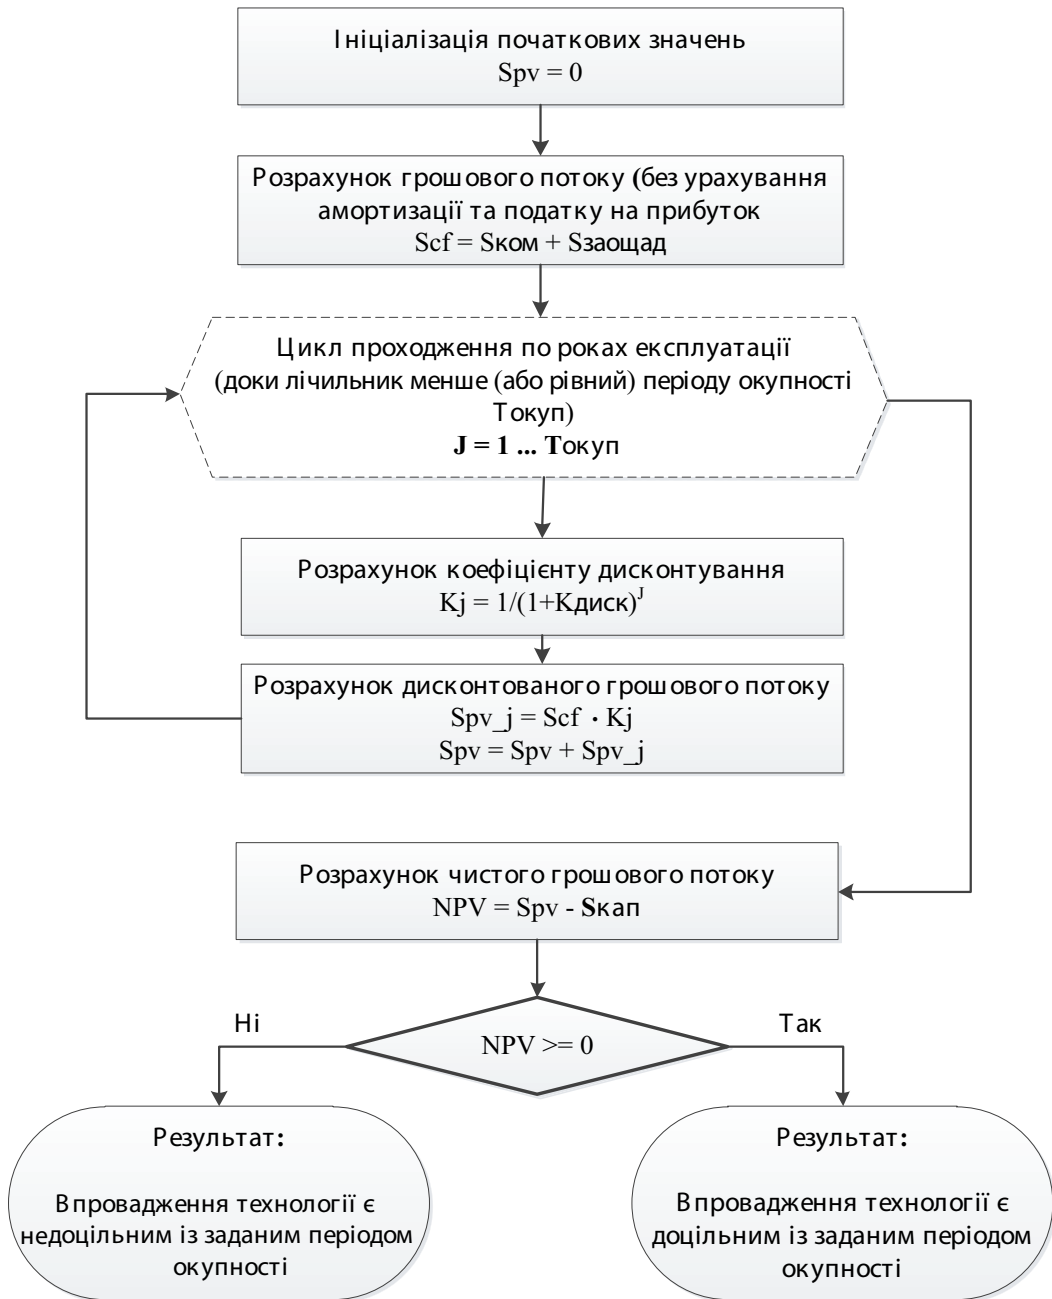 Ініціалізація початкових значень
Spv = 0
Розрахунок грошового потоку (без урахування
амортизації та податку на прибуток
Scf = Sком + Sзаощад
Цикл проходження по роках експлуатації
(доки лічильник менше (або рівний) періоду окупності
Токуп)
J = 1 ... Токуп
Розрахунок коефіцієнту дисконтування
Kj = 1/(1+Kдиск)^J
Розрахунок дисконтованого грошового потоку
Spv_j = Scf · Kj
Spv = Spv + Spv_j
Розрахунок чистого грошового потоку
NPV = Spv - Sкап
Ні
NPV >= 0
Так
Результат:
Впровадження технології є
недоцільним із заданим періодом
окупності
Результат:
Впровадження технології є
доцільним із заданим періодом
окупності